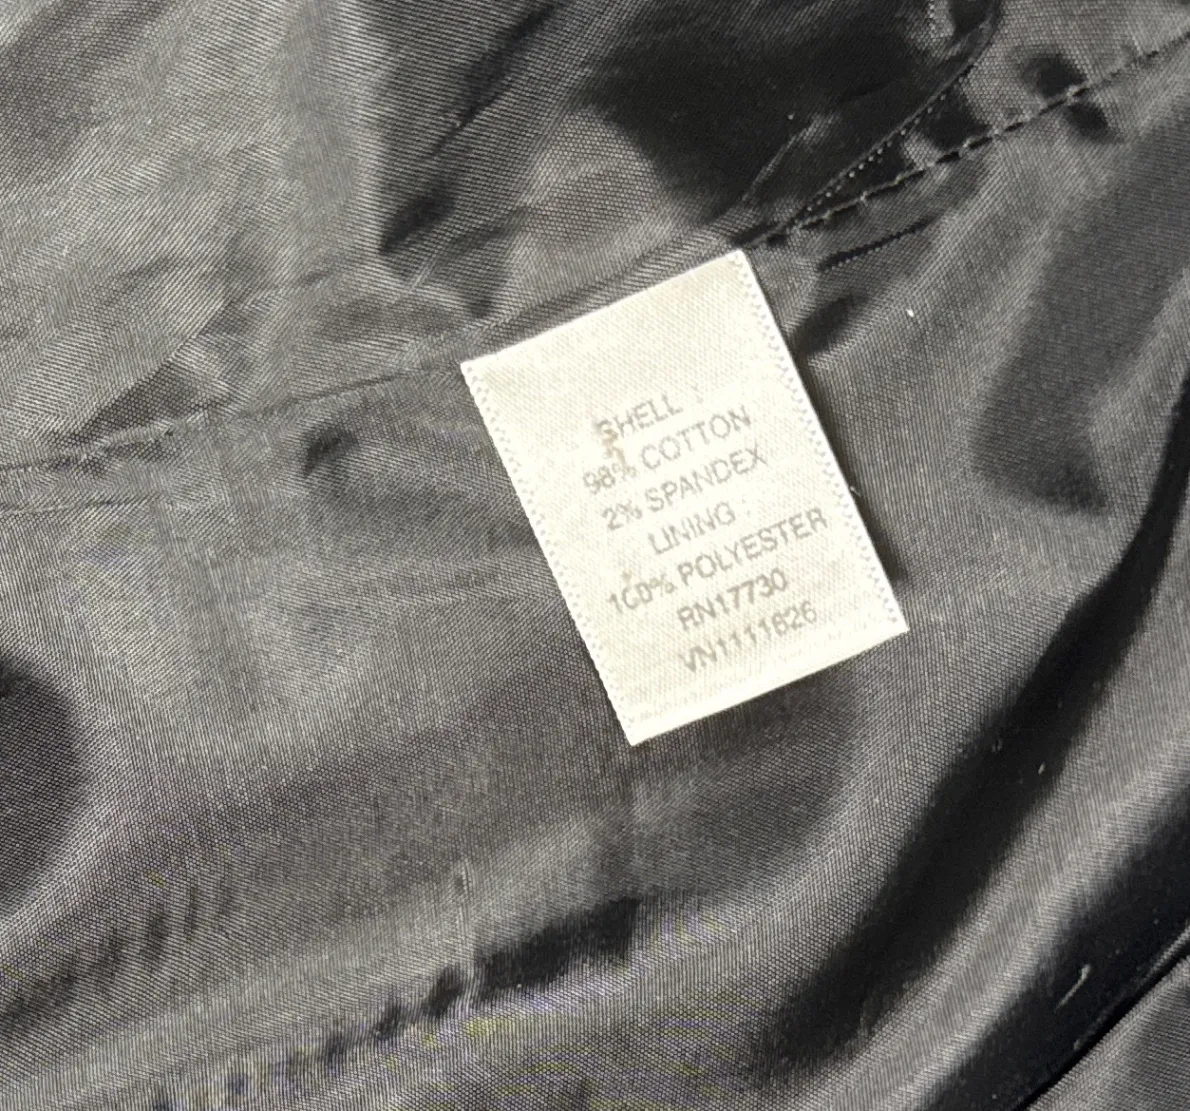 SHELL :
98% COTTON
2% SPANDEX
LINING :
100% POLYESTER
RN17730
VN1111626